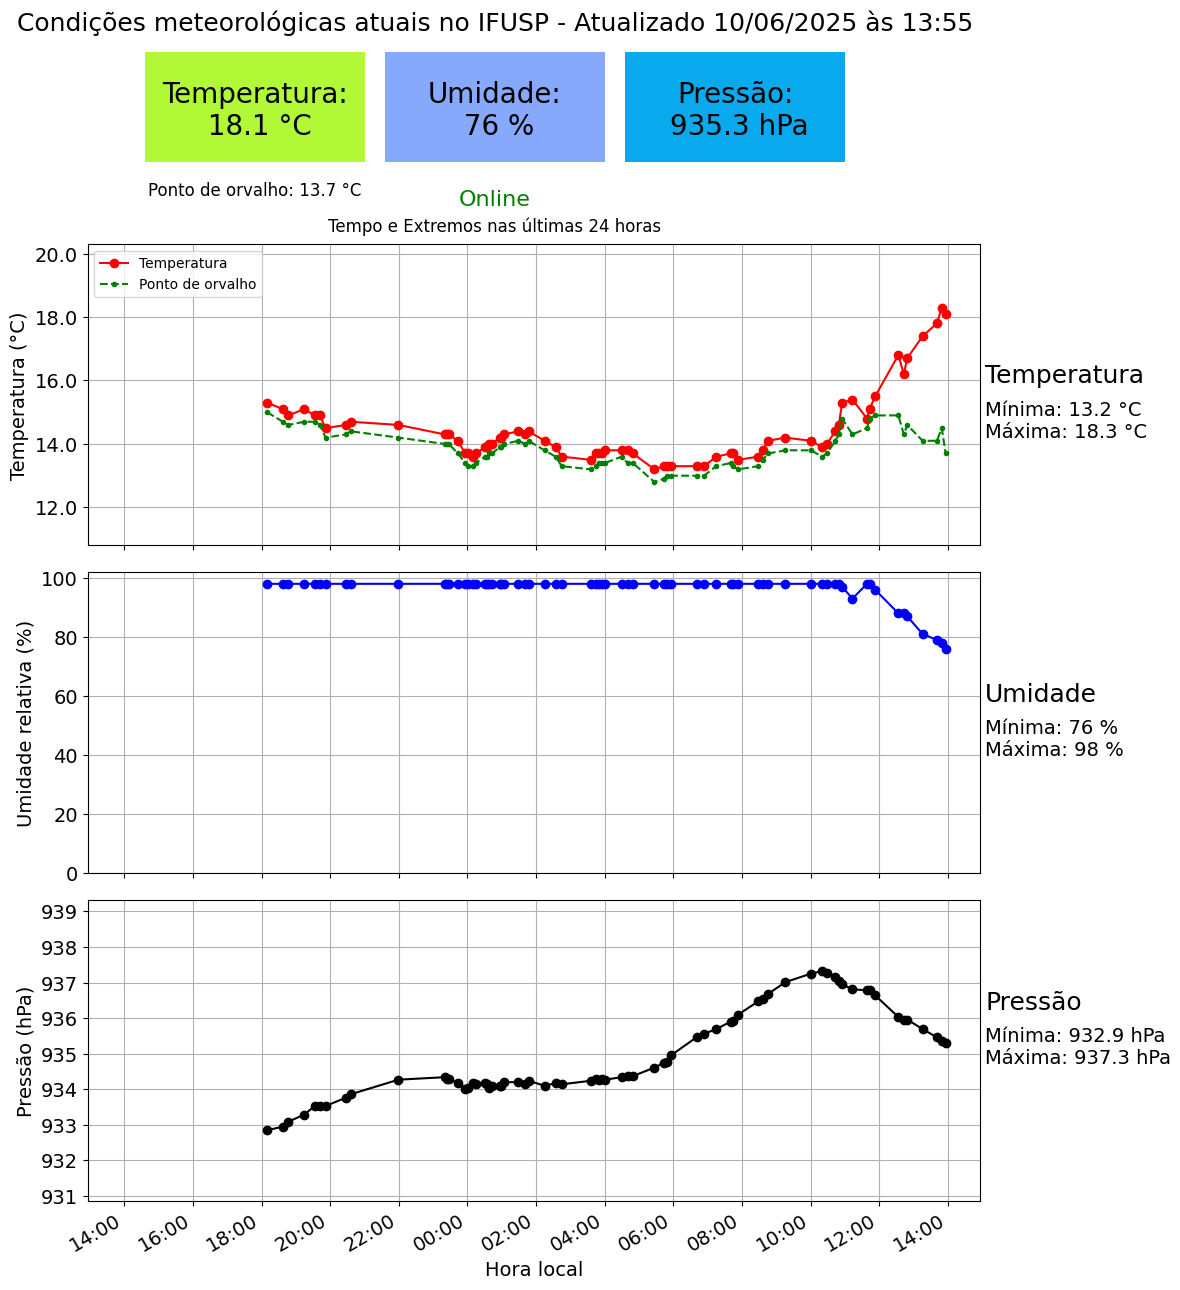 Condições meteorológicas atuais no IFUSP - Atualizado 10/06/2025 às 13:55
Temperatura:
18.1 °C
Umidade:
76 %
Pressão:
935.3 hPa
Ponto de orvalho: 13.7 °C
Online
Tempo e Extremos nas últimas 24 horas
Temperatura (°C)
20.0
18.0
16.0
14.0
12.0
Temperatura
Ponto de orvalho
Temperatura
Mínima: 13.2 °C
Máxima: 18.3 °C
Umidade relativa (%)
100
80
60
40
20
0
Umidade
Mínima: 76 %
Máxima: 98 %
Pressão (hPa)
939
938
937
936
935
934
933
932
931
Pressão
Mínima: 932.9 hPa
Máxima: 937.3 hPa
14:00 16:00 18:00 20:00 22:00 00:00 02:00 04:00 06:00 08:00 10:00 12:00 14:00
Hora local